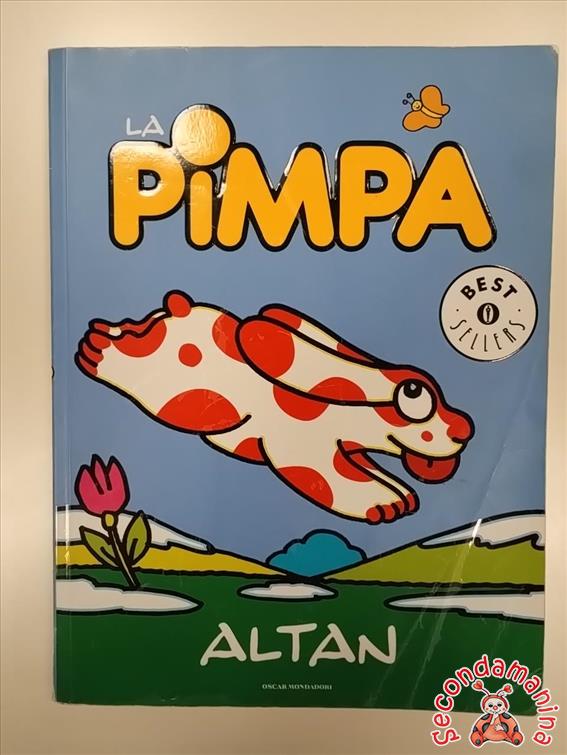 LA
PiMPA
BEST
SELLERS
ALTAN
OSCAR MONDADORI
Secondamanina